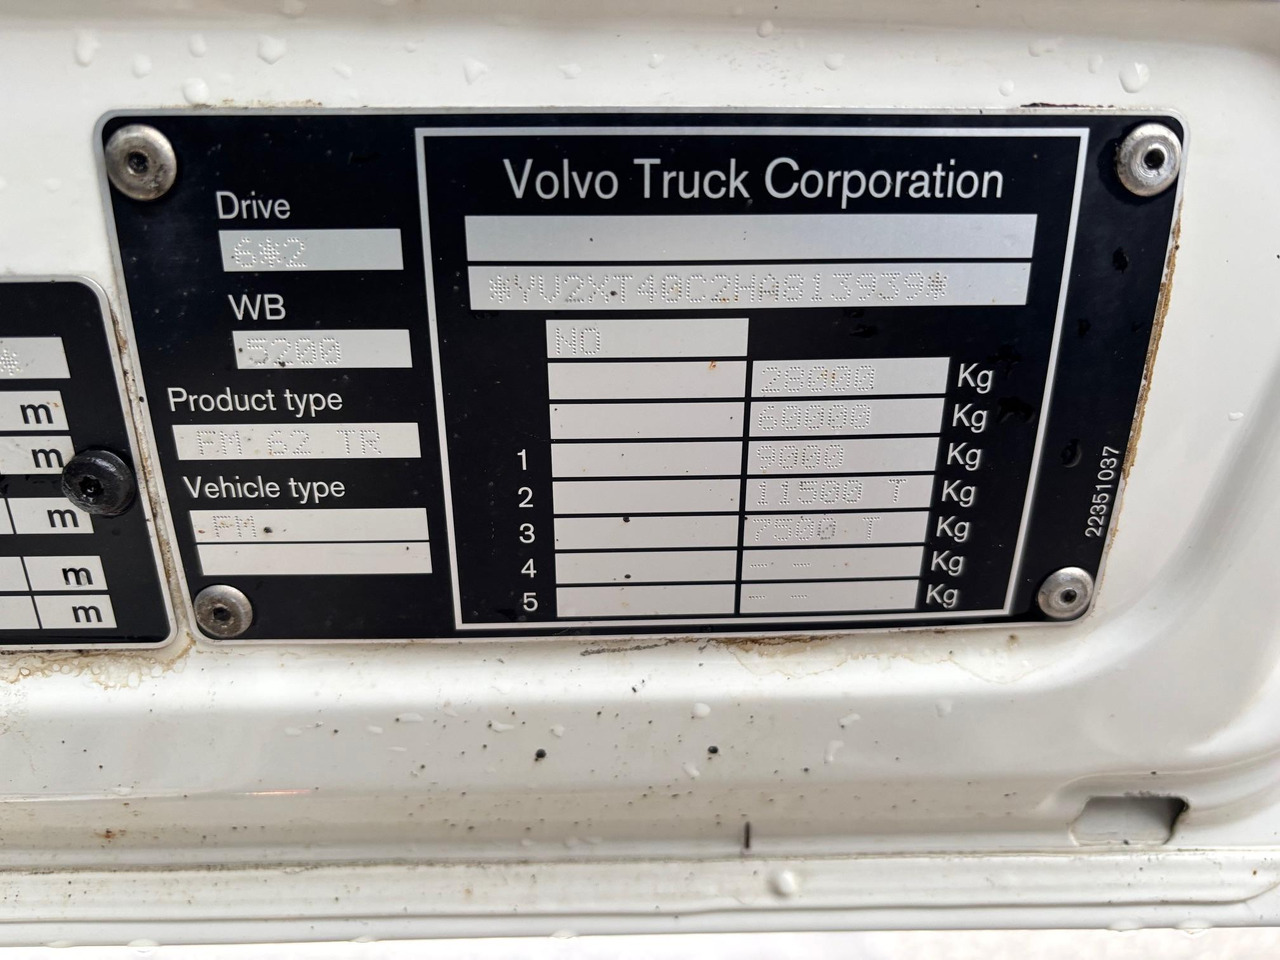 *
m
m
m
m
m
Drive
6*2
WB
5200
Product type
FM 62 TR
Vehicle type
FM
Volvo Truck Corporation
*YV2XT40C2HA813939*
NO
28000 Kg
60000 Kg
1 9000 Kg
2 11500 T Kg
3 7500 T Kg
4 - - Kg
5 - - Kg
22351037